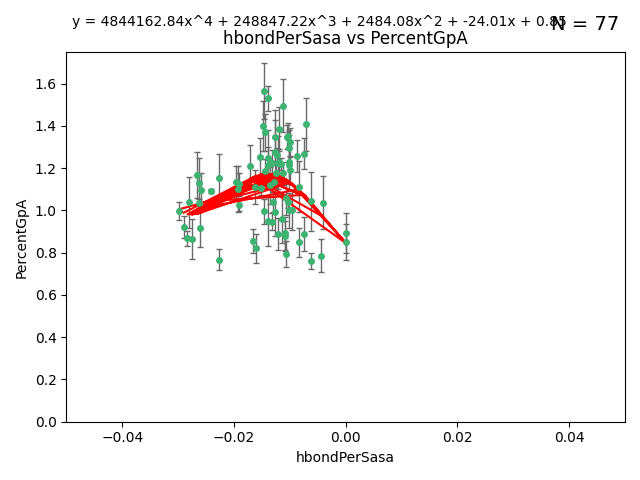 y = 4844162.84x^4 + 248847.22x^3 + 2484.08x^2 + -24.01x + 0.85
N = 77
hbondPerSasa vs PercentGpA
PercentGpA
1.6
1.4
1.2
1.0
0.8
0.6
0.4
0.2
0.0
−0.04 −0.02 0.00 0.02 0.04
hbondPerSasa